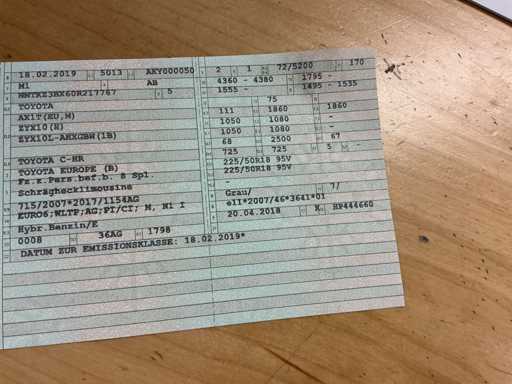 18.02.2019 5013 AKY000050
M1 AB
NMTKZ3BX60R217767 5
TOYOTA
AX1T(EU,M)
ZYX10(H)
ZYX10L-AHXGBW(1B)
TOYOTA C-HR
TOYOTA EUROPE (B)
Fz.z.Pers.bef.b. 8 Spl.
Schräghecklimousine
715/2007*2017/1154AG
EURO6;WLTP;AG;PI/CI; M, N1 I
Hybr.Benzin/E
0008 36AG 1798
DATUM ZUR EMISSIONSKLASSE: 18.02.2019*
2 1 72/5200 170
4360 - 4380 1795 -
1555 - 1495 - 1535
75
111 1860 1860
1050 1080 -
1050 1080 -
68 2500 67
725 725 5 -
225/50R18 95V
225/50R18 95V
-
Grau/ 7/
e11*2007/46*3641*01
20.04.2018 K HP444660